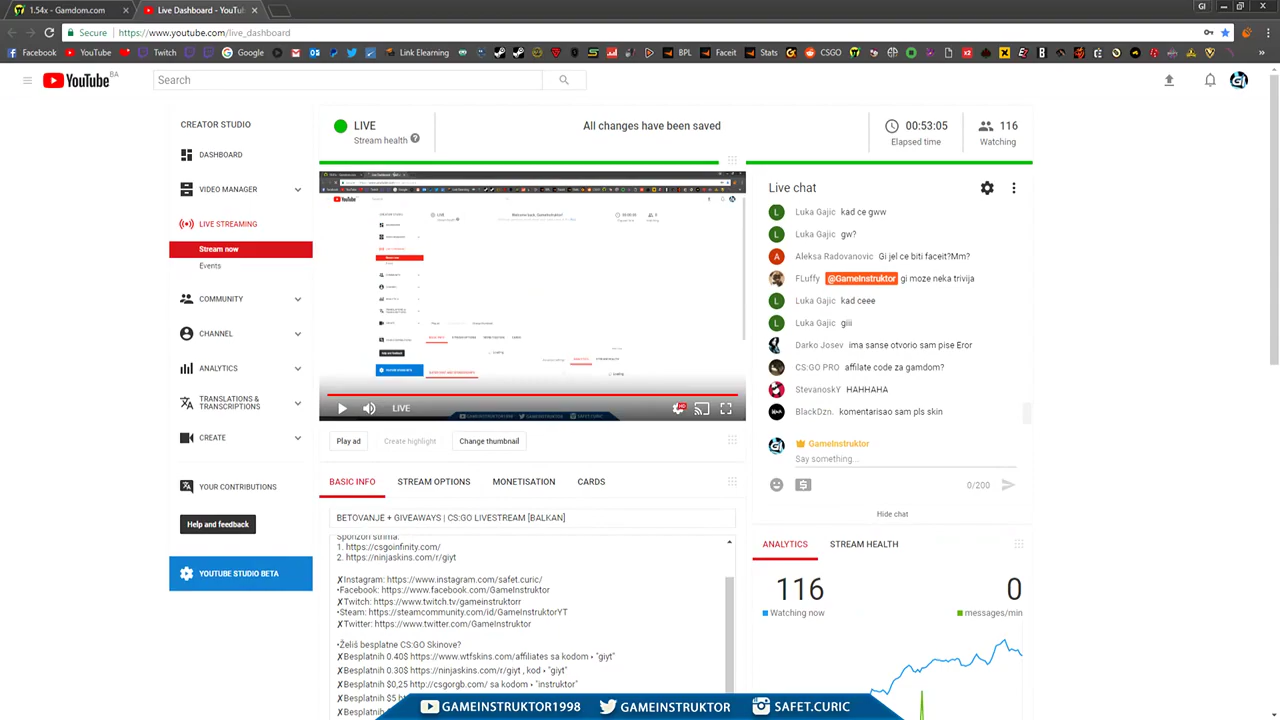 1.54x - Gamdom.com
Live Dashboard - YouTu
GI
Secure
https://www.youtube.com/live_dashboard
Facebook
YouTube
Twitch
Google
Link Elearning
BPL
Faceit
Stats
CSGO
YouTube BA
Search
CREATOR STUDIO
DASHBOARD
VIDEO MANAGER
LIVE STREAMING
Stream now
Events
COMMUNITY
CHANNEL
ANALYTICS
TRANSLATIONS &
TRANSCRIPTIONS
CREATE
YOUR CONTRIBUTIONS
Help and feedback
YOUTUBE STUDIO BETA
LIVE
Stream health
All changes have been saved
00:53:05
Elapsed time
116
Watching
LIVE
Play ad
Create highlight
Change thumbnail
BASIC INFO
STREAM OPTIONS
MONETISATION
CARDS
BETOVANJE + GIVEAWAYS | CS:GO LIVESTREAM [BALKAN]
Sponzori strima:
1. https://csgoinfinity.com/
2. https://ninjaskins.com/r/giyt
✗Instagram: https://www.instagram.com/safet.curic/
•Facebook: https://www.facebook.com/GameInstruktor
✗Twitch: https://www.twitch.tv/gameinstruktorr
•Steam: https://steamcommunity.com/id/GameInstruktorYT
✗Twitter: https://www.twitter.com/GameInstruktor
•Želiš besplatne CS:GO Skinove?
✗Besplatnih 0.40$ https://www.wtfskins.com/affiliates sa kodom • "giyt"
✗Besplatnih 0.30$ https://ninjaskins.com/r/giyt , kod • "giyt"
✗Besplatnih $0,25 http://csgorgb.com/ sa kodom • "instruktor"
✗Besplatnih $5
✗Besplatnih
Live chat
Luka Gajic kad ce gww
Luka Gajic gw?
Aleksa Radovanovic Gi jel ce biti faceit?Mm?
FLuffy @GameInstruktor gi moze neka trivija
Luka Gajic kad ceee
Luka Gajic giii
Darko Josev ima sanse otvorio sam pise Eror
CS:GO PRO affilate code za gamdom?
StevanoskY HAHHAHA
BlackDzn. komentarisao sam pls skin
GameInstruktor
Say something...
0/200
Hide chat
ANALYTICS
STREAM HEALTH
116
Watching now
0
messages/min
GAMEINSTRUKTOR1998
GAMEINSTRUKTOR
SAFET.CURIC